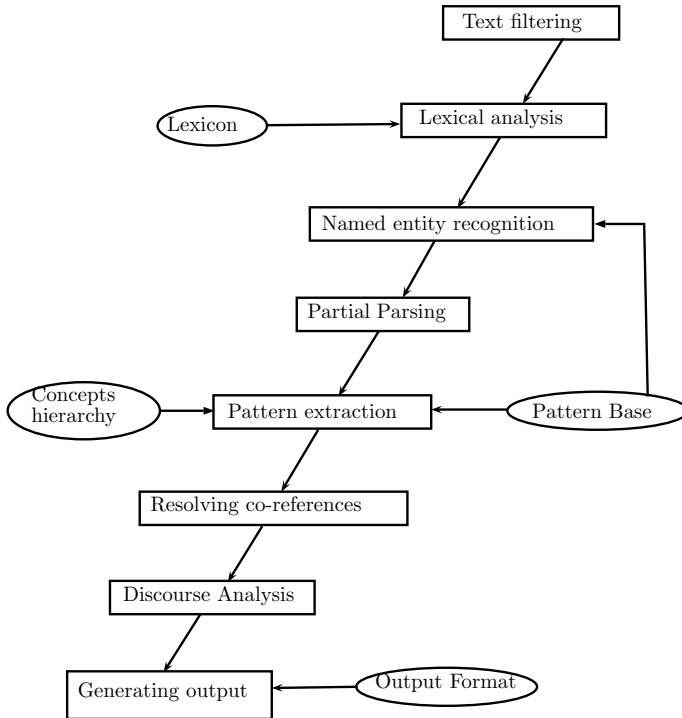 Text filtering
Lexicon
Lexical analysis
Named entity recognition
Partial Parsing
Concepts
hierarchy
Pattern extraction
Pattern Base
Resolving co-references
Discourse Analysis
Generating output
Output Format